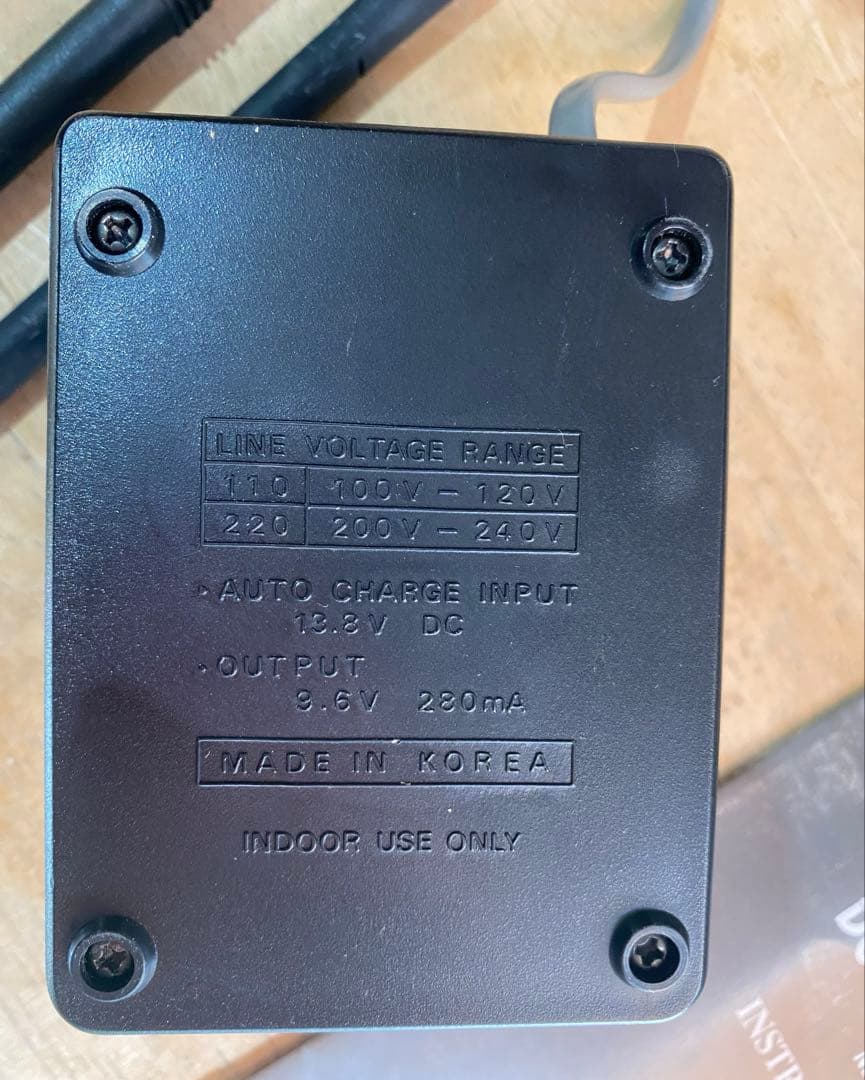 LINE VOLTAGE RANGE
110 100V – 120V
220 200V – 240V
• AUTO CHARGE INPUT
13.8V DC
• OUTPUT
9.6V 280mA
MADE IN KOREA
INDOOR USE ONLY